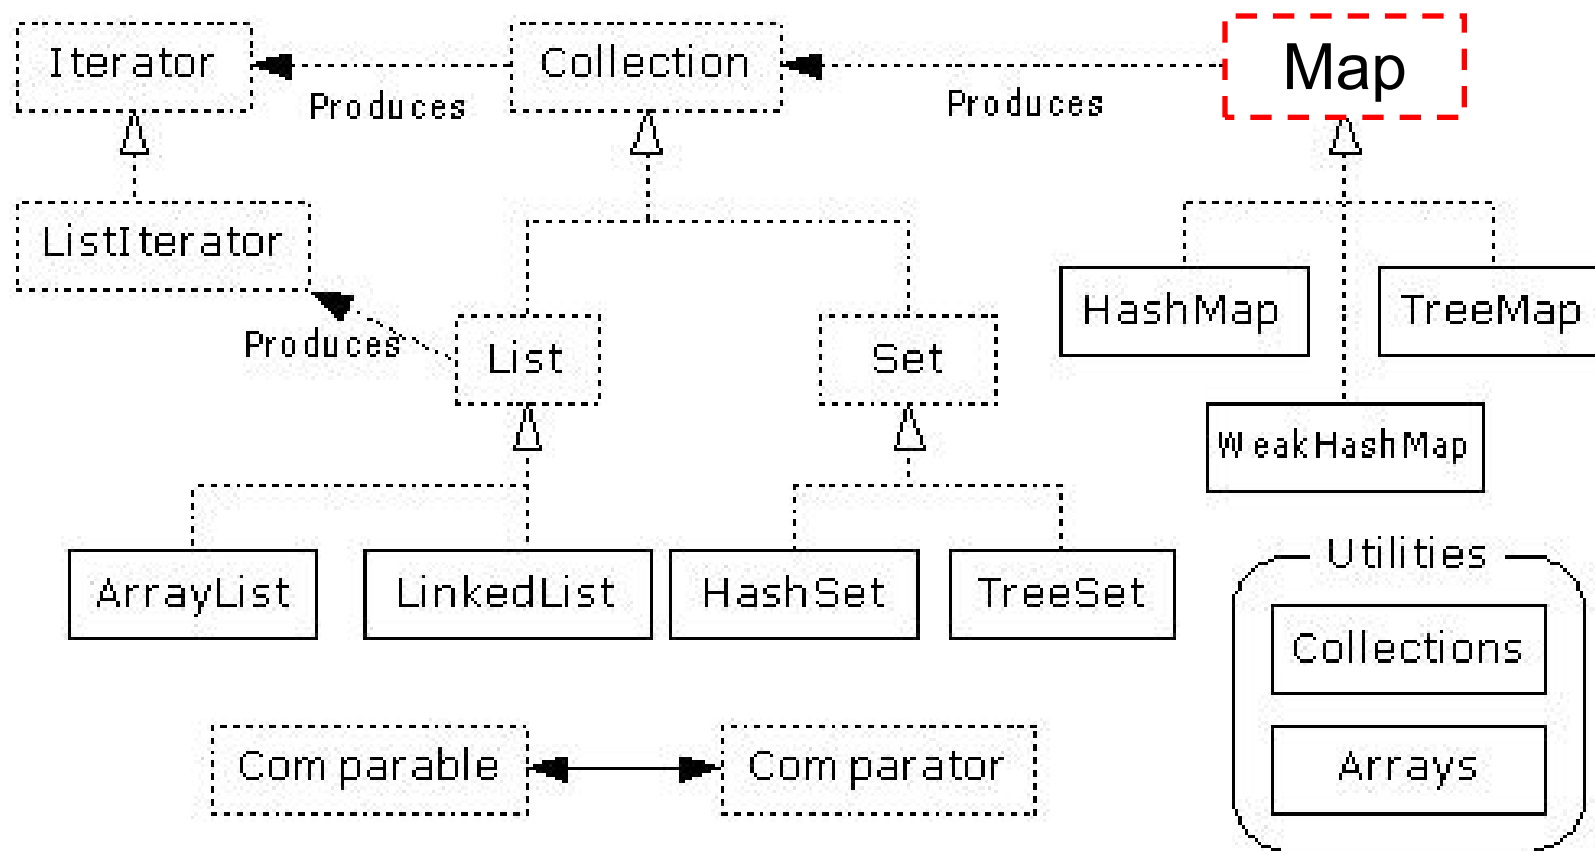 Iterator
Collection
Map
Produces
Produces
ListIterator
Produces
List
Set
HashMap
TreeMap
WeakHashMap
ArrayList
LinkedList
HashSet
TreeSet
Utilities
Collections
Arrays
Comparable
Comparator